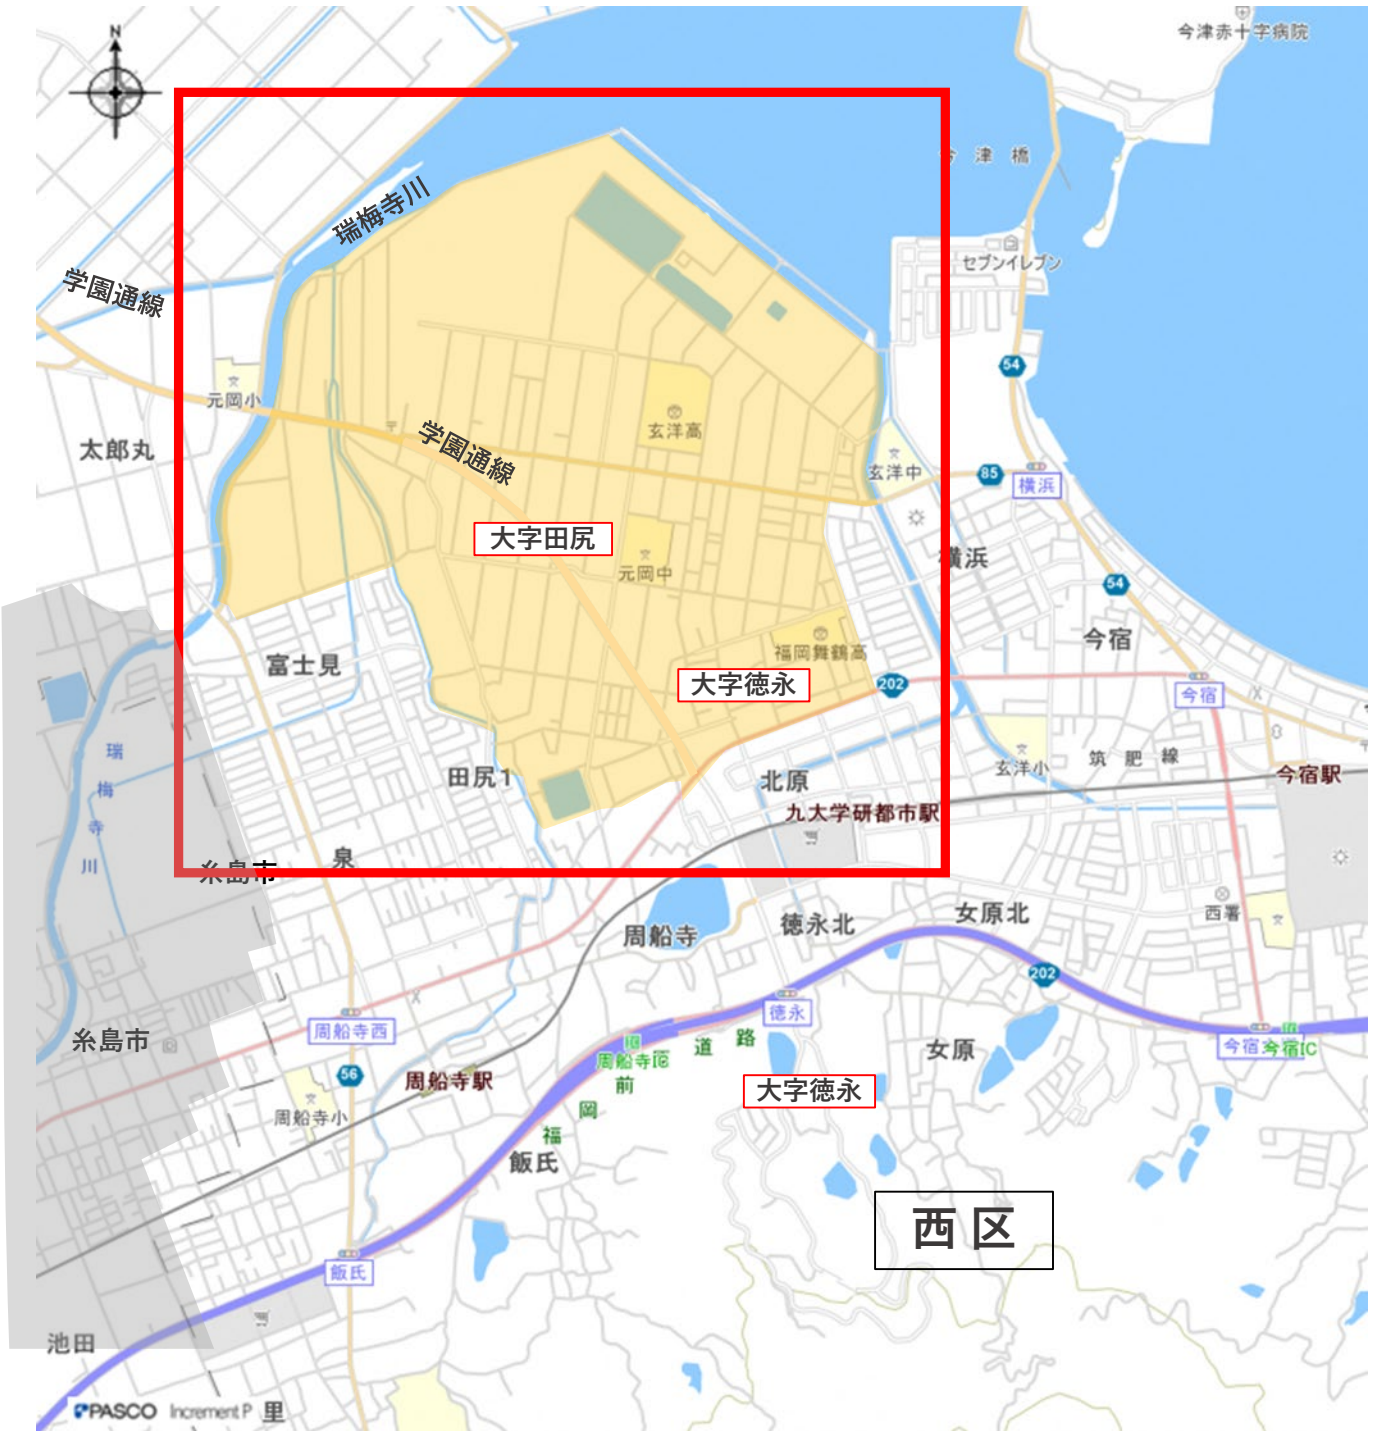 N
今津赤十字病院
今津橋
瑞梅寺川
セブンイレブン
学園通線
54
元岡小
玄洋高
学園通線
太郎丸
玄洋中
85
横浜
大字田尻
元岡中
横浜
54
今宿
福岡舞鶴高
富士見
大字徳永
202
今宿
瑞梅寺川
田尻1
北原
玄洋小
筑肥線
今宿駅
九大学研都市駅
泉
糸島市
西署
女原北
徳永北
周船寺
202
徳永
周船寺西
糸島市
道路
今宿IC
女原
周船寺
56
周船寺駅
前
大字徳永
周船寺小
岡
福
飯氏
西区
飯氏
池田
PASCO Increment P
里